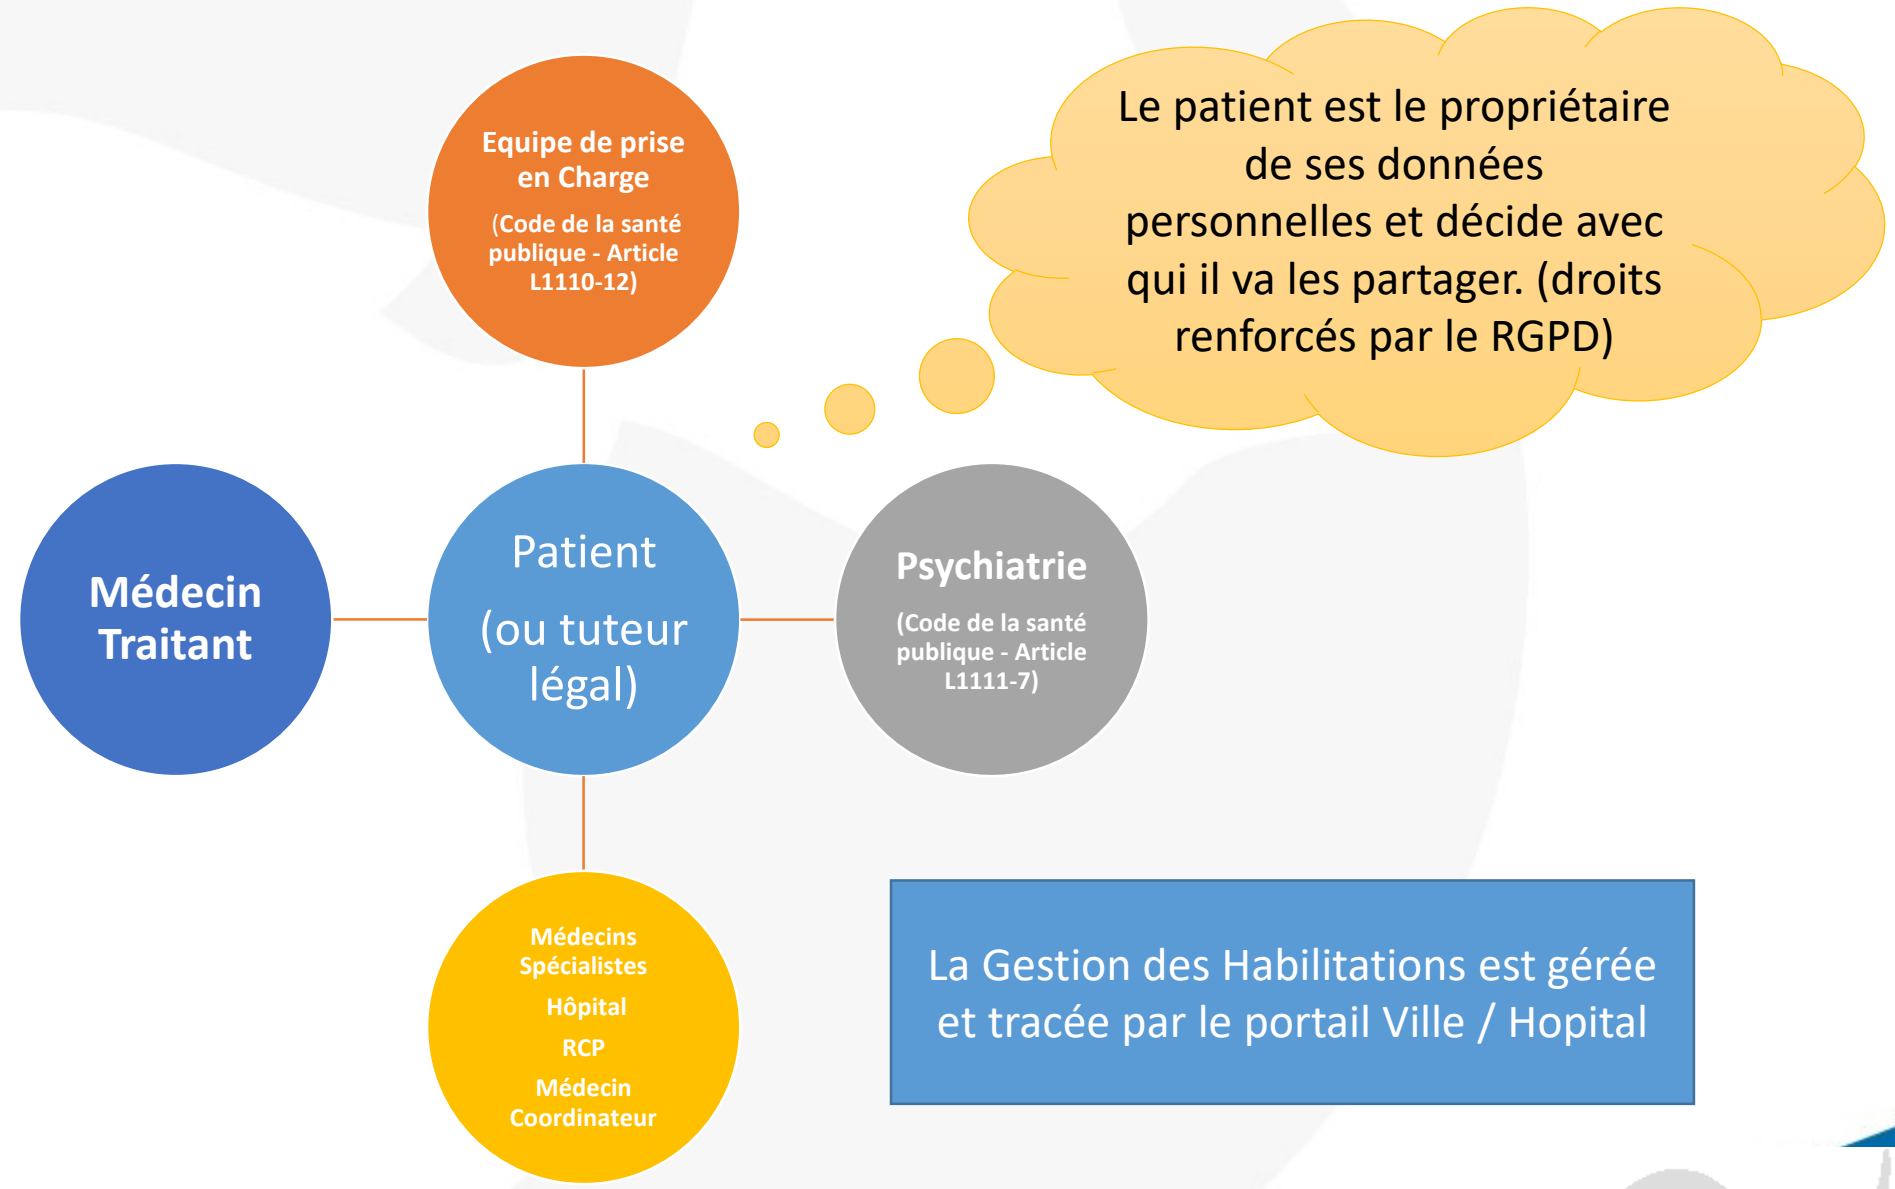 Equipe de prise
en Charge
(Code de la santé
publique - Article
L1110-12)
Le patient est le propriétaire
de ses données
personnelles et décide avec
qui il va les partager. (droits
renforcés par le RGPD)
Médecin
Traitant
Patient
(ou tuteur
légal)
Psychiatrie
(Code de la santé
publique - Article
L1111-7)
Médecins
Spécialistes
Hôpital
RCP
Médecin
Coordinateur
La Gestion des Habilitations est gérée
et tracée par le portail Ville / Hopital